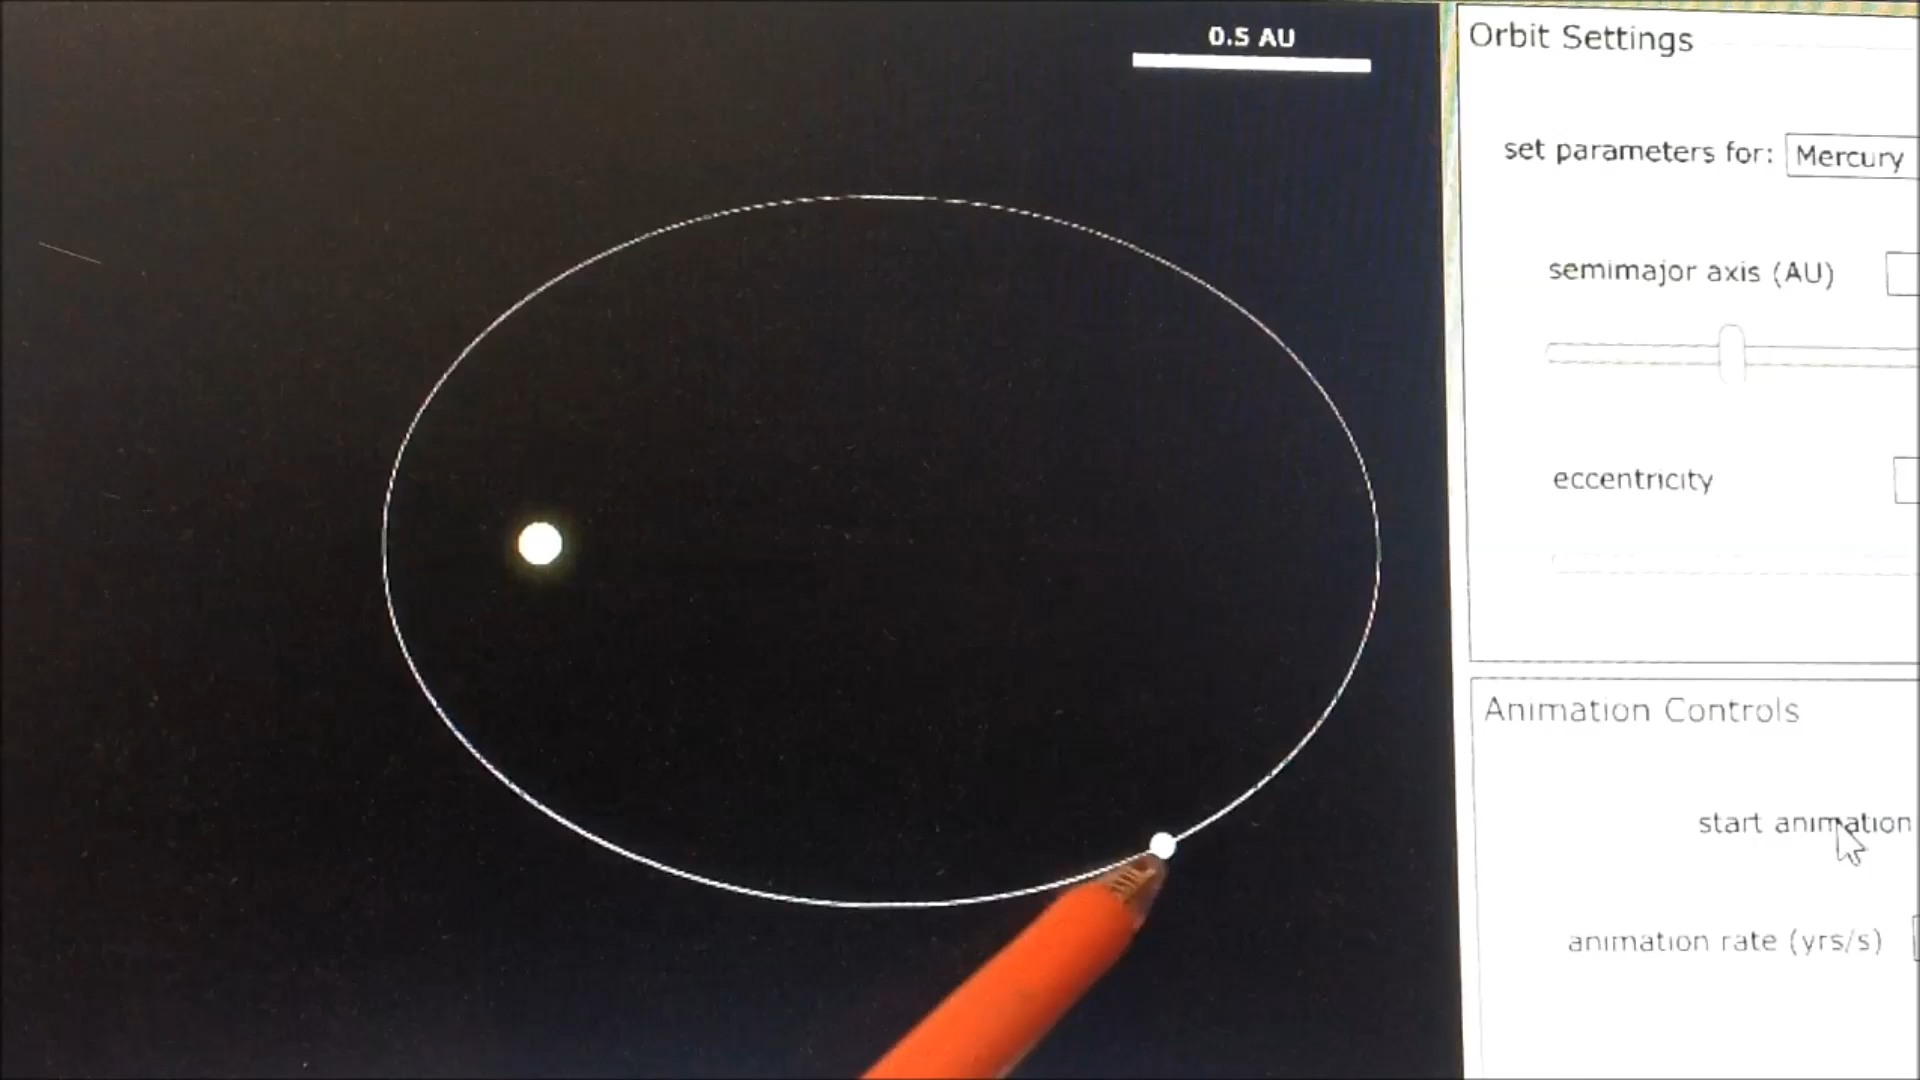 0.5 AU
Orbit Settings
set parameters for: Mercury
semimajor axis (AU)
eccentricity
Animation Controls
start animation
animation rate (yrs/s)